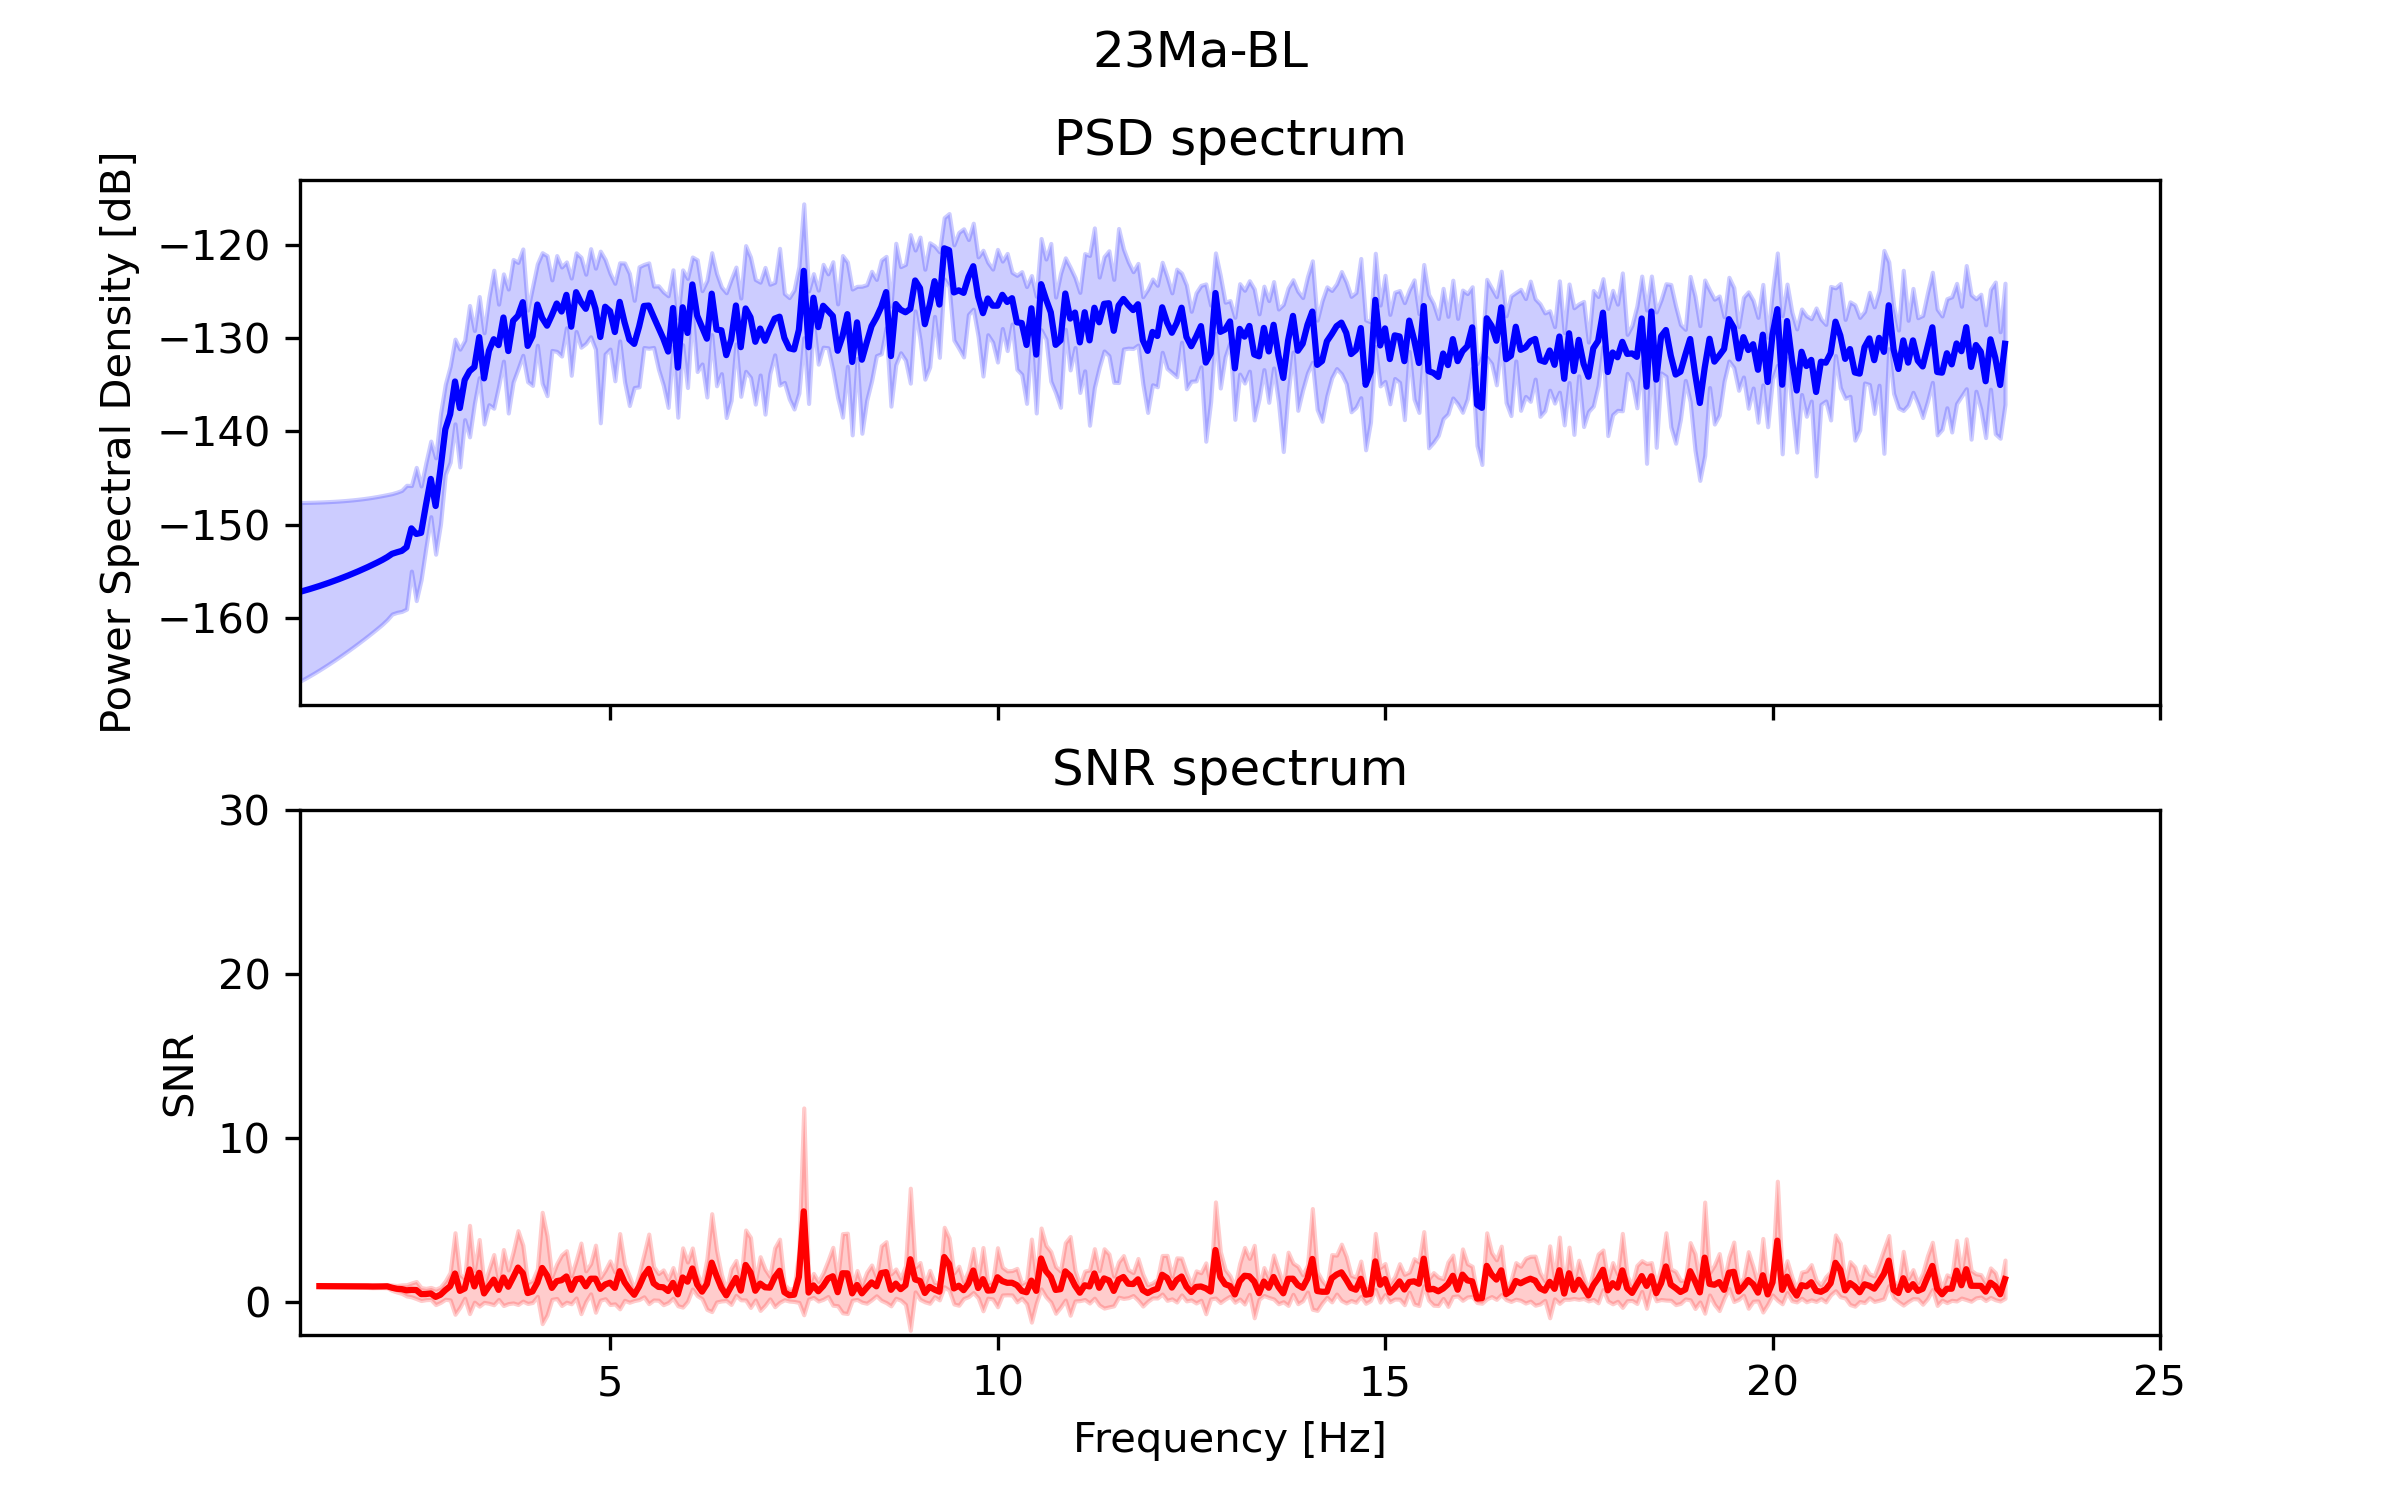 23Ma-BL
PSD spectrum
Power Spectral Density [dB]
−120
−130
−140
−150
−160
SNR spectrum
SNR
30
20
10
0
5
10
15
20
25
Frequency [Hz]